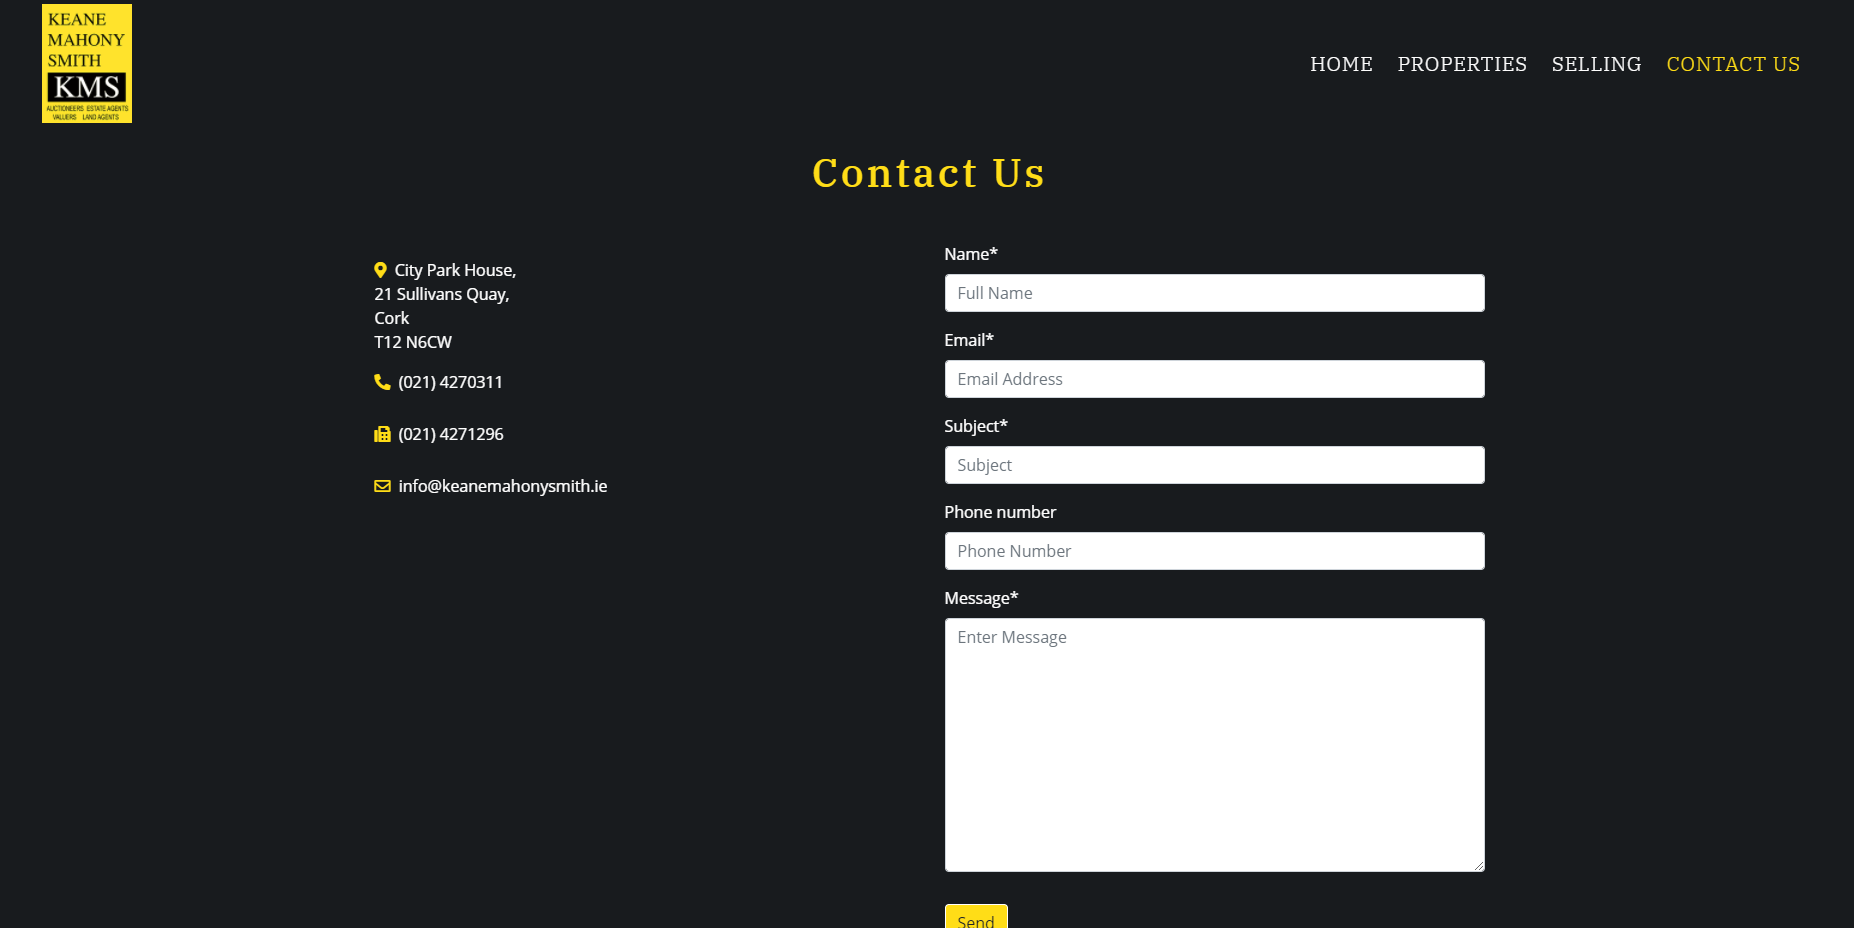 KEANE
MAHONY
SMITH
KMS
AUCTIONEERS ESTATE AGENTS
VALUERS LAND AGENTS
HOME PROPERTIES SELLING CONTACT US
Contact Us
City Park House,
21 Sullivans Quay,
Cork
T12 N6CW
(021) 4270311
(021) 4271296
info@keanemahonysmith.ie
Name*
Full Name
Email*
Email Address
Subject*
Subject
Phone number
Phone Number
Message*
Enter Message
Send